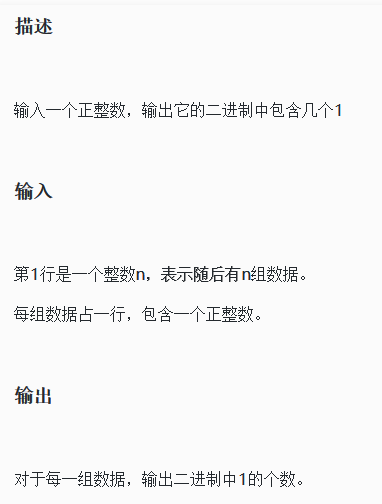 描述
输入一个正整数，输出它的二进制中包含几个1
输入
第1行是一个整数n，表示随后有n组数据。
每组数据占一行，包含一个正整数。
输出
对于每一组数据，输出二进制中1的个数。